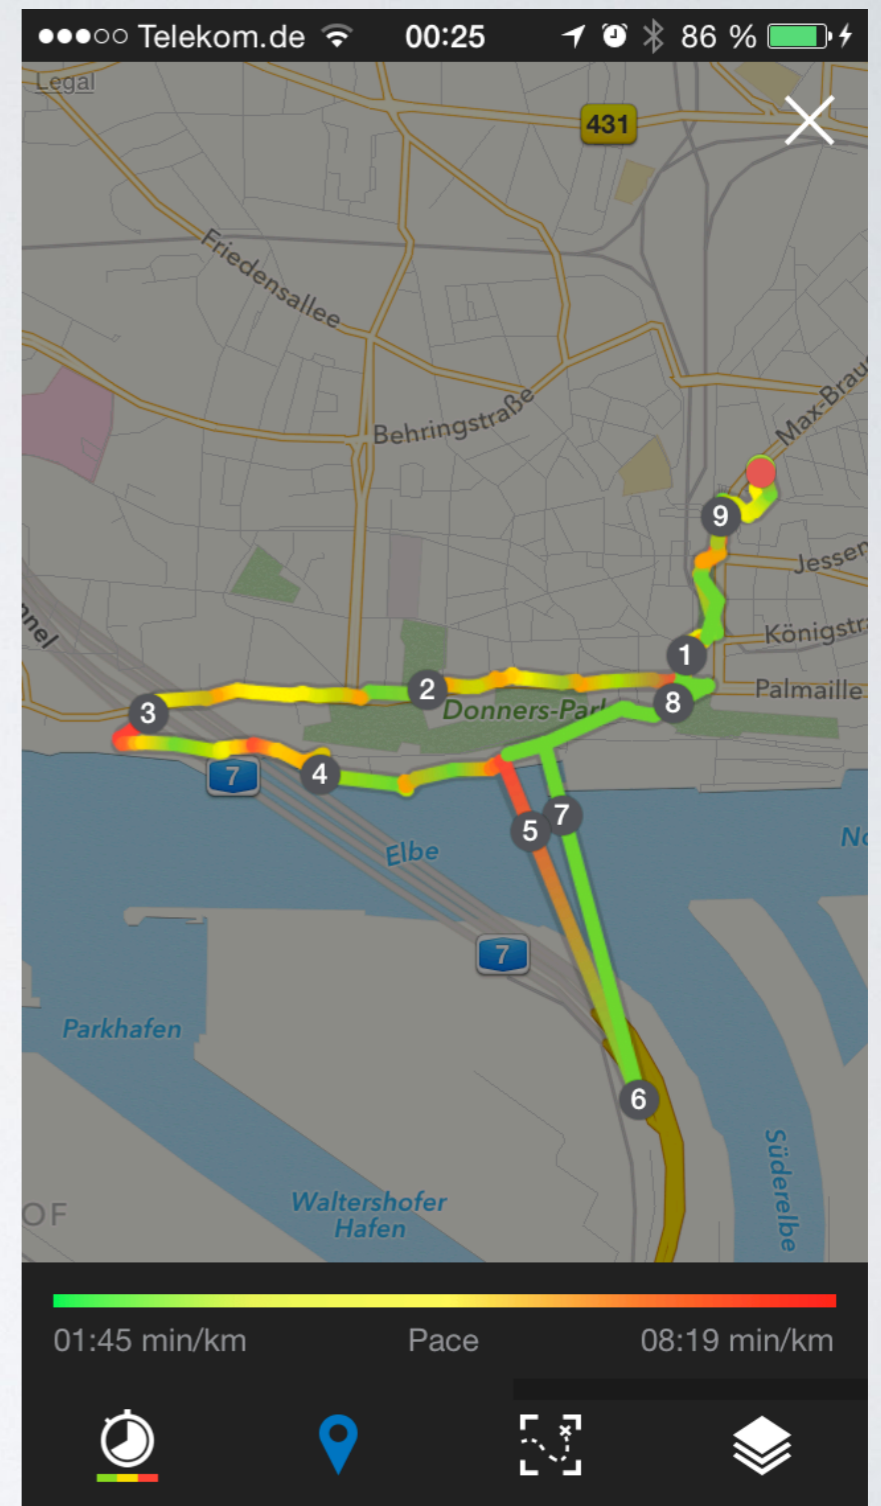 Telekom.de 00:25 86 %
Legal
431
Friedensallee
Behringstraße
Max-Brau
9
Jessen
Königstr
1
2
Palmaille
8
3
Donners-Park
7
4
5
7
Elbe
7
Parkhafen
6
Süderelbe
Waltershofer
Hafen
OF
01:45 min/km Pace 08:19 min/km